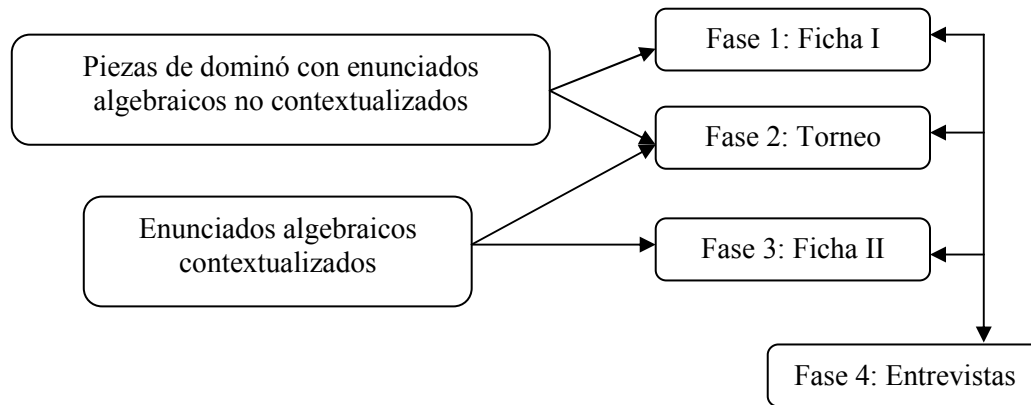 Piezas de dominó con enunciados
algebraicos no contextualizados
Enunciados algebraicos
contextualizados
Fase 1: Ficha I
Fase 2: Torneo
Fase 3: Ficha II
Fase 4: Entrevistas